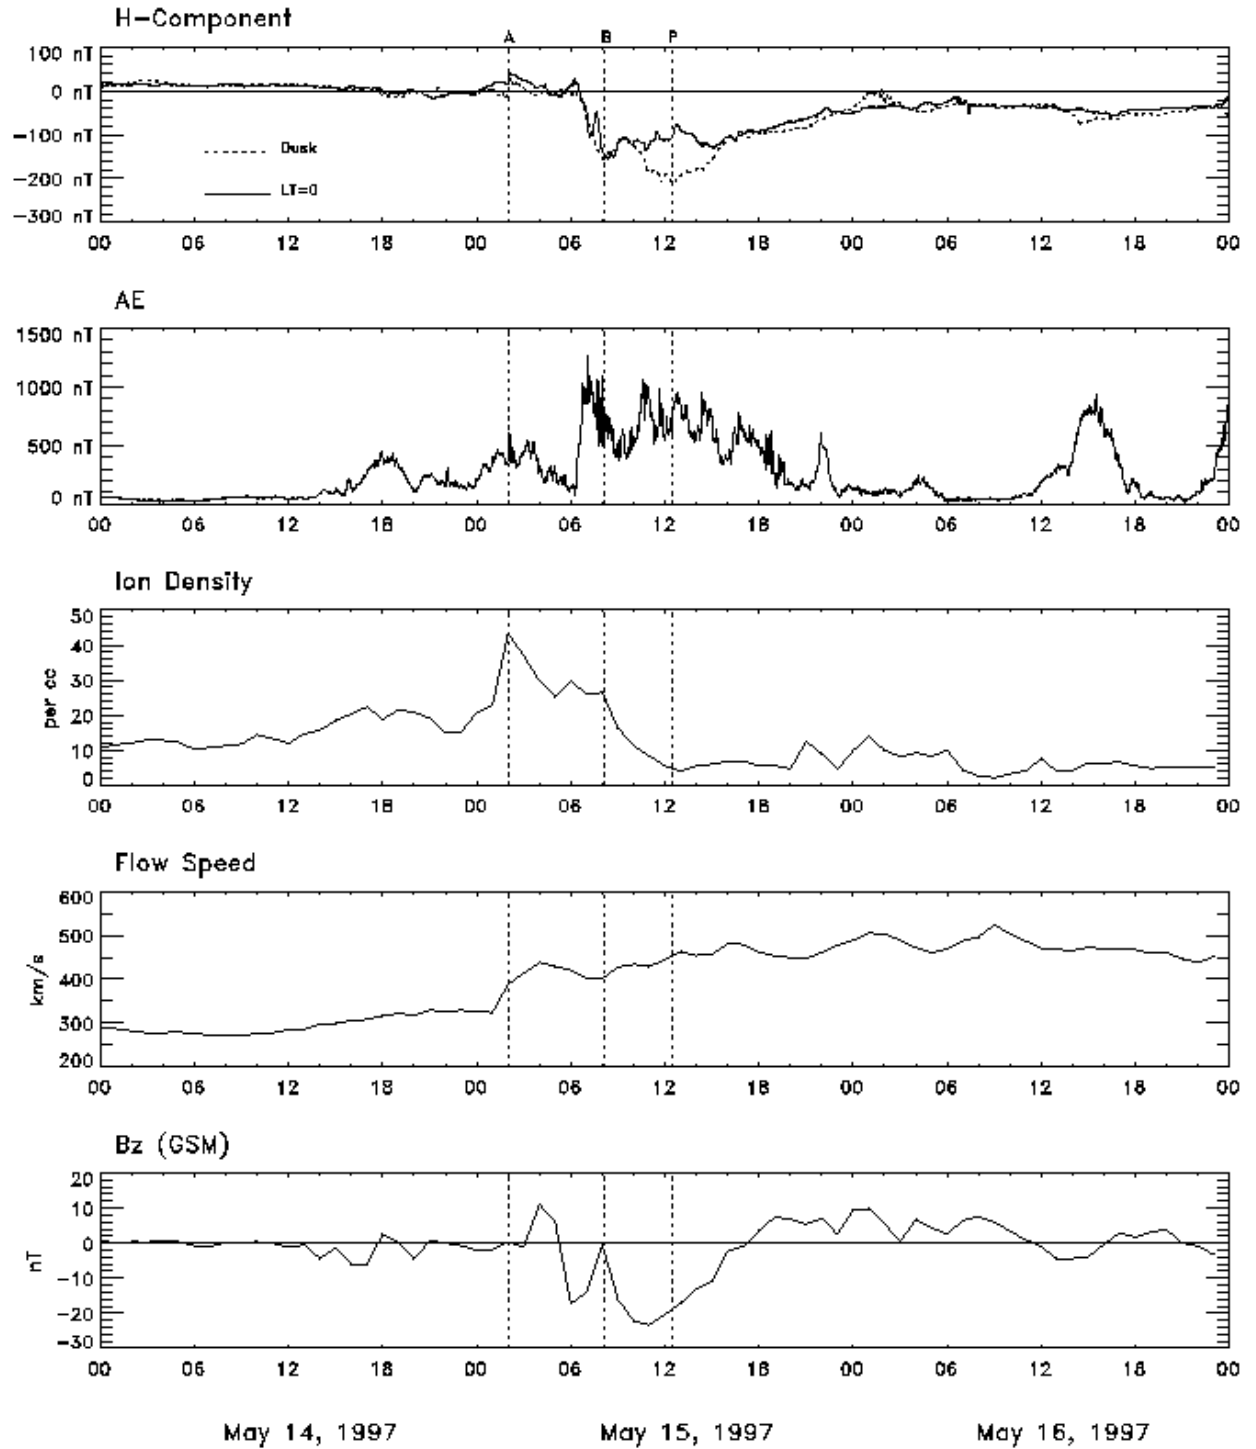 H-Component
A B P
100 nT
0 nT
-100 nT
-200 nT
-300 nT
Dusk
LT=0
00 06 12 18 00 06 12 18 00 06 12 18 00
AE
1500 nT
1000 nT
500 nT
0 nT
00 06 12 18 00 06 12 18 00 06 12 18 00
Ion Density
per cc
50
40
30
20
10
0
00 06 12 18 00 06 12 18 00 06 12 18 00
Flow Speed
km/s
600
500
400
300
200
00 06 12 18 00 06 12 18 00 06 12 18 00
Bz (GSM)
nT
20
10
0
-10
-20
-30
00 06 12 18 00 06 12 18 00 06 12 18 00
May 14, 1997 May 15, 1997 May 16, 1997